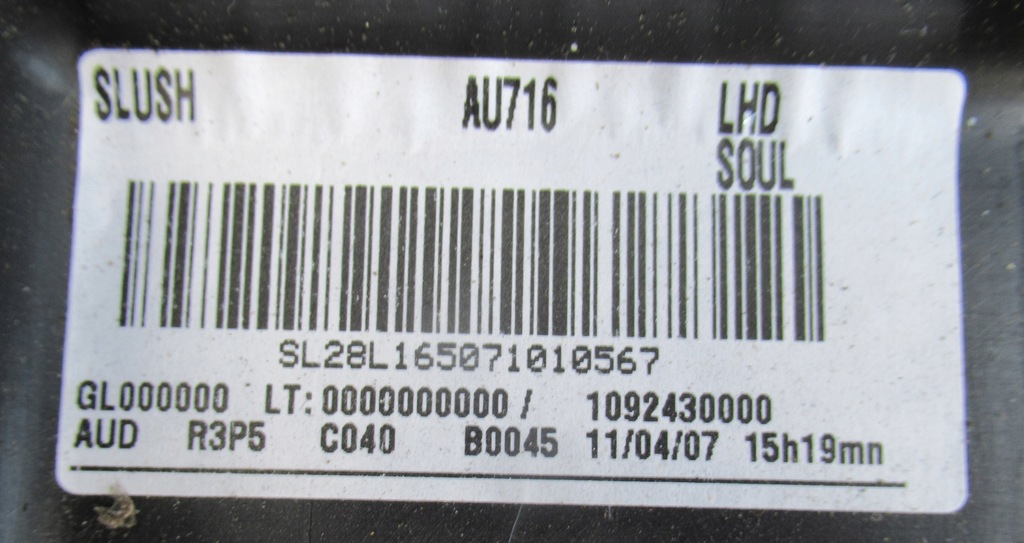 SLUSH AU716 LHD
SOUL
SL28L165071010567
GL000000 LT:0000000000 / 1092430000
AUD R3P5 C040 B0045 11/04/07 15h19mn